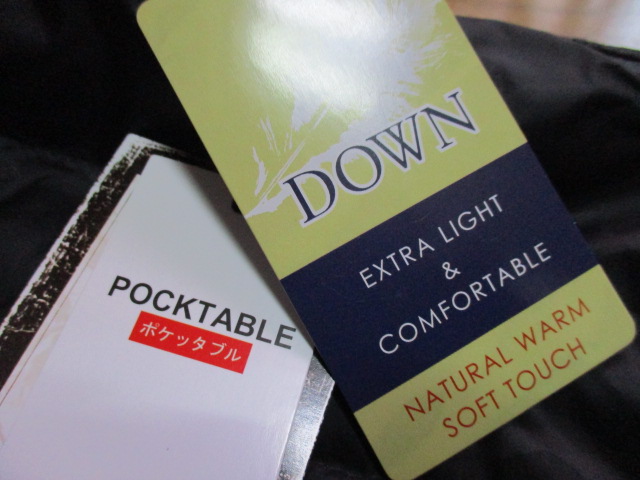 DOWN
EXTRA LIGHT
&
COMFORTABLE
NATURAL WARM
SOFT TOUCH
POCKTABLE
ポケッタブル